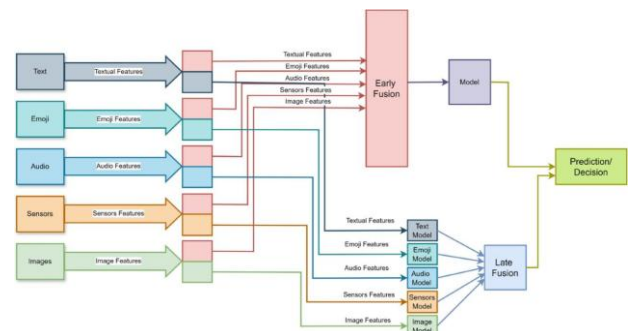 Text
Textual Features
Emoji
Emoji Features
Audio
Audio Features
Sensors
Sensors Features
Images
Image Features
Textual Features
Emoji Features
Audio Features
Sensors Features
Image Features
Early
Fusion
Model
Prediction/
Decision
Textual Features
Emoji Features
Audio Features
Sensors Features
Image Features
Text
Model
Emoji
Model
Audio
Model
Sensors
Model
Image
Model
Late
Fusion